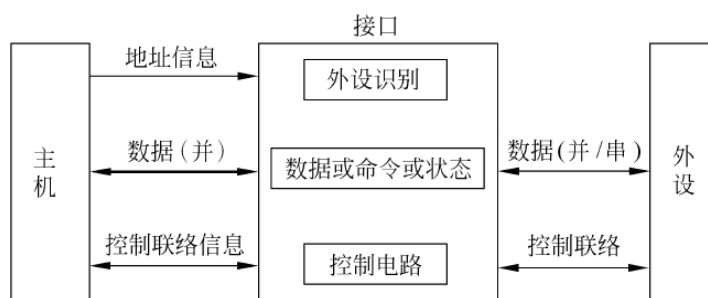 接口
地址信息
外设识别
主机
数据(并)
数据或命令或状态
数据(并/串)
外设
控制联络信息
控制电路
控制联络